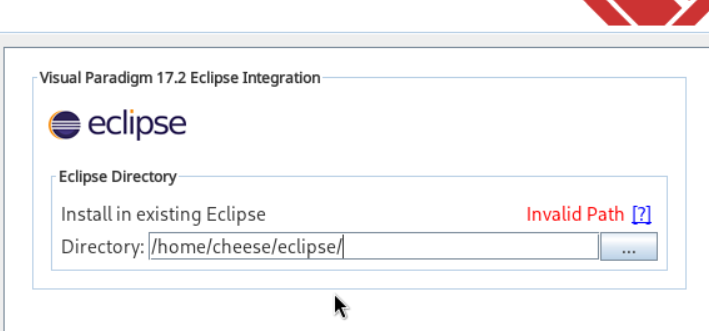 Visual Paradigm 17.2 Eclipse Integration
eclipse
Eclipse Directory
Install in existing Eclipse Invalid Path [?]
Directory: /home/cheese/eclipse/ ...